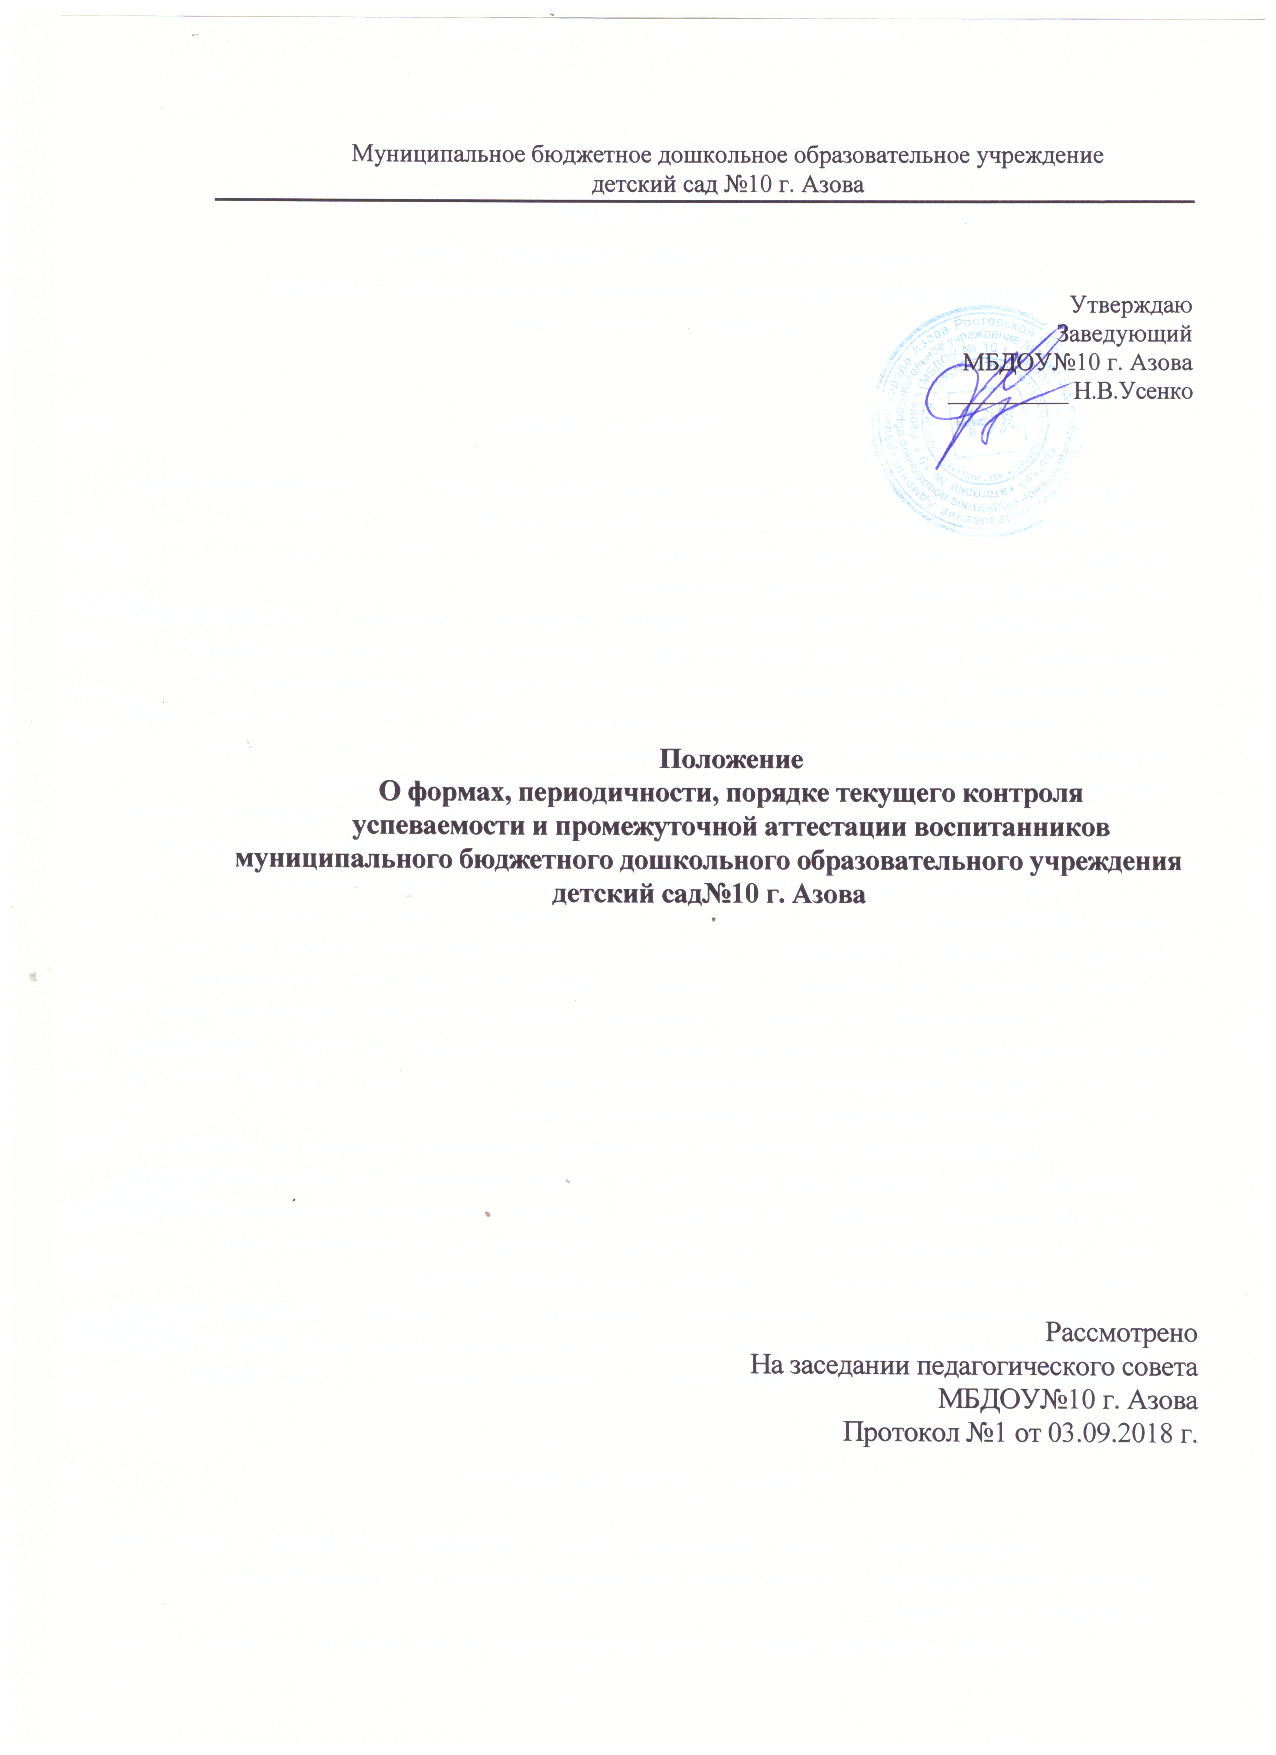 Муниципальное бюджетное дошкольное образовательное учреждение
детский сад №10 г. Азова
Утверждаю
Заведующий
МБДОУ№10 г. Азова
__________Н.В.Усенко
Положение
О формах, периодичности, порядке текущего контроля
успеваемости и промежуточной аттестации воспитанников
муниципального бюджетного дошкольного образовательного учреждения
детский сад№10 г. Азова
Рассмотрено
На заседании педагогического совета
МБДОУ№10 г. Азова
Протокол №1 от 03.09.2018 г.